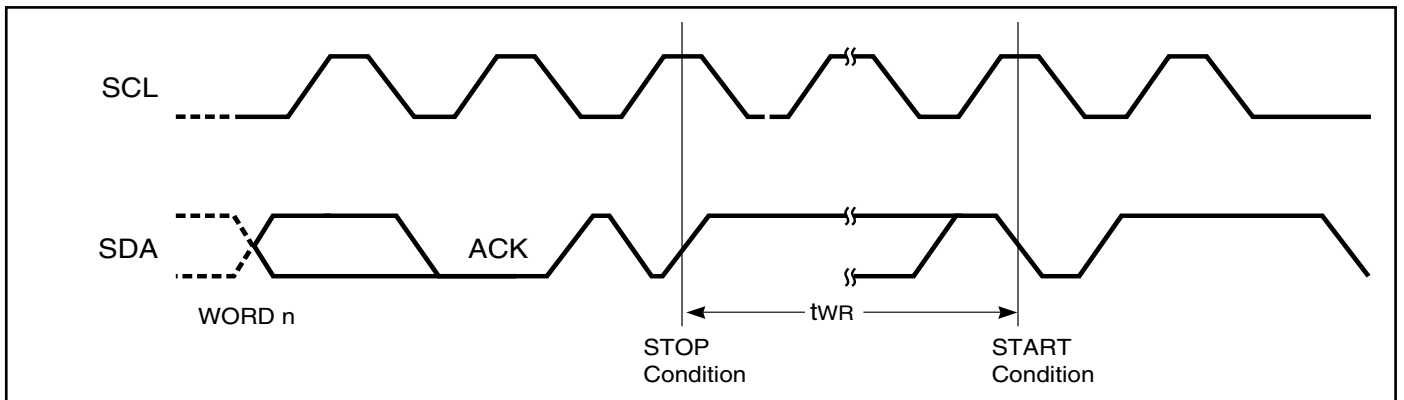 SCL
SDA
ACK
WORD n
tWR
STOP
Condition
START
Condition